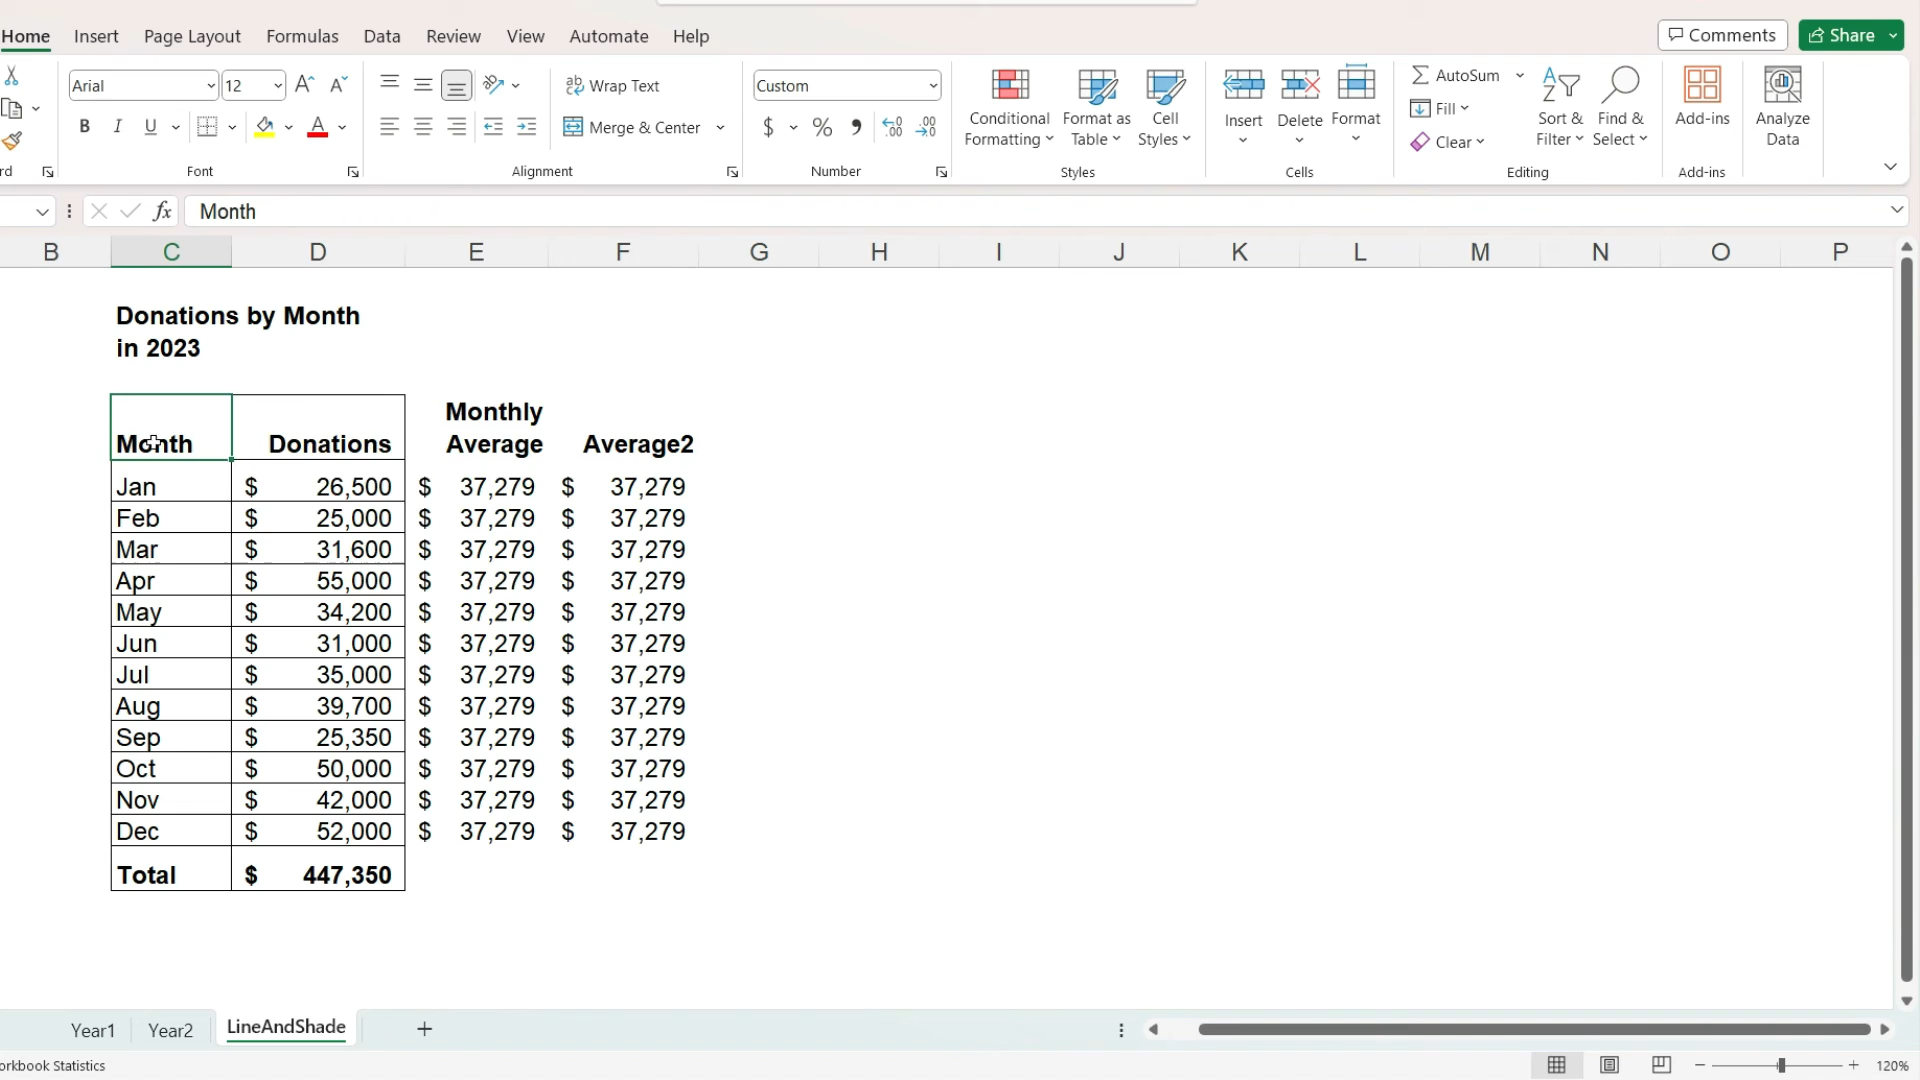 Home Insert Page Layout Formulas Data Review View Automate Help Comments Share
Arial 12 Wrap Text Custom AutoSum
B I U Merge & Center $ % Conditional Formatting Format as Table Cell Styles Insert Delete Format Fill Clear Sort & Filter Find & Select Add-ins Analyze Data
rd Font Alignment Number Styles Cells Editing Add-ins
fx Month
B C D E F G H I J K L M N O P
Donations by Month
in 2023
Month Donations Monthly Average Average2
Jan $ 26,500 $ 37,279 $ 37,279
Feb $ 25,000 $ 37,279 $ 37,279
Mar $ 31,600 $ 37,279 $ 37,279
Apr $ 55,000 $ 37,279 $ 37,279
May $ 34,200 $ 37,279 $ 37,279
Jun $ 31,000 $ 37,279 $ 37,279
Jul $ 35,000 $ 37,279 $ 37,279
Aug $ 39,700 $ 37,279 $ 37,279
Sep $ 25,350 $ 37,279 $ 37,279
Oct $ 50,000 $ 37,279 $ 37,279
Nov $ 42,000 $ 37,279 $ 37,279
Dec $ 52,000 $ 37,279 $ 37,279
Total $ 447,350
Year1 Year2 LineAndShade
orkbook Statistics 120%